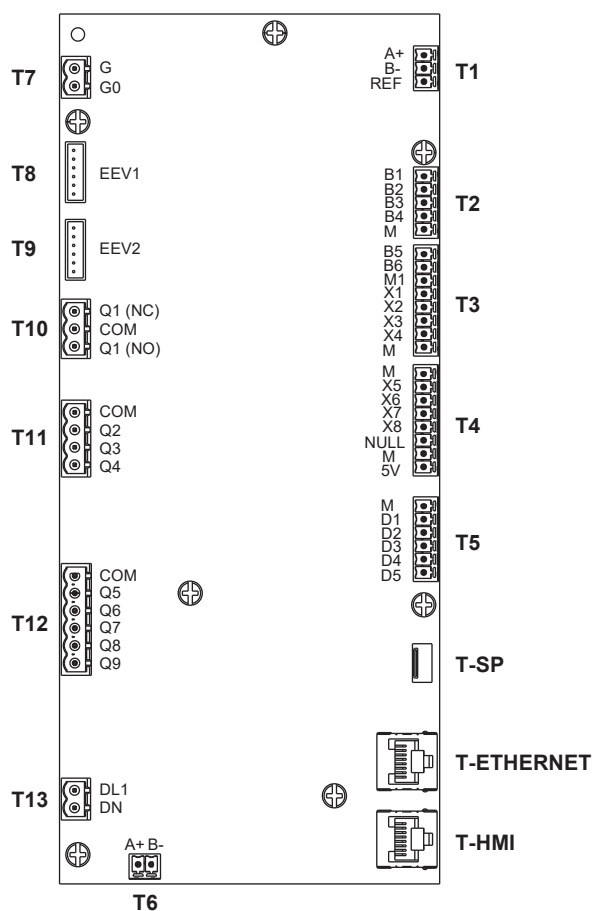 T7
G
G0
T8
EEV1
T9
EEV2
T10
Q1 (NC)
COM
Q1 (NO)
T11
COM
Q2
Q3
Q4
T12
COM
Q5
Q6
Q7
Q8
Q9
T13
DL1
DN
A+ B-
T6
A+
B-
REF
T1
B1
B2
B3
B4
M
T2
B5
B6
M1
X1
X2
X3
X4
M
T3
M
X5
X6
X7
X8
NULL
M
5V
T4
M
D1
D2
D3
D4
D5
T5
T-SP
T-ETHERNET
T-HMI